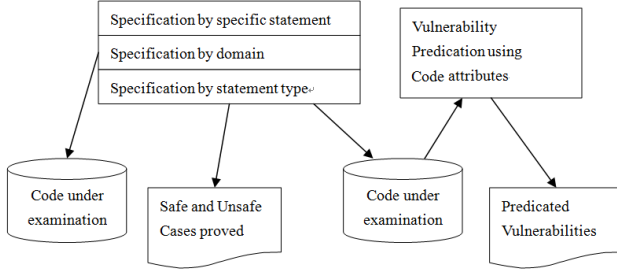 Specification by specific statement
Specification by domain
Specification by statement type
Vulnerability
Predication using
Code attributes
Code under
examination
Safe and Unsafe
Cases proved
Code under
examination
Predicated
Vulnerabilities